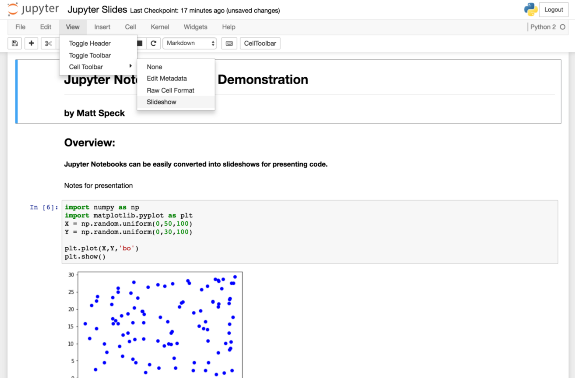 jupyter Jupyter Slides Last Checkpoint: 17 minutes ago (unsaved changes) Logout
File Edit View Insert Cell Kernel Widgets Help Python 2
Markdown CellToolbar
Toggle Header
Toggle Toolbar
Cell Toolbar
None
Edit Metadata
Raw Cell Format
Slideshow
Jupyter Not Demonstration
by Matt Speck
Overview:
Jupyter Notebooks can be easily converted into slideshows for presenting code.
Notes for presentation
In [6]: import numpy as np
import matplotlib.pyplot as plt
X = np.random.uniform(0,50,100)
Y = np.random.uniform(0,30,100)
plt.plot(X,Y,'bo')
plt.show()
30
25
20
15
10
5